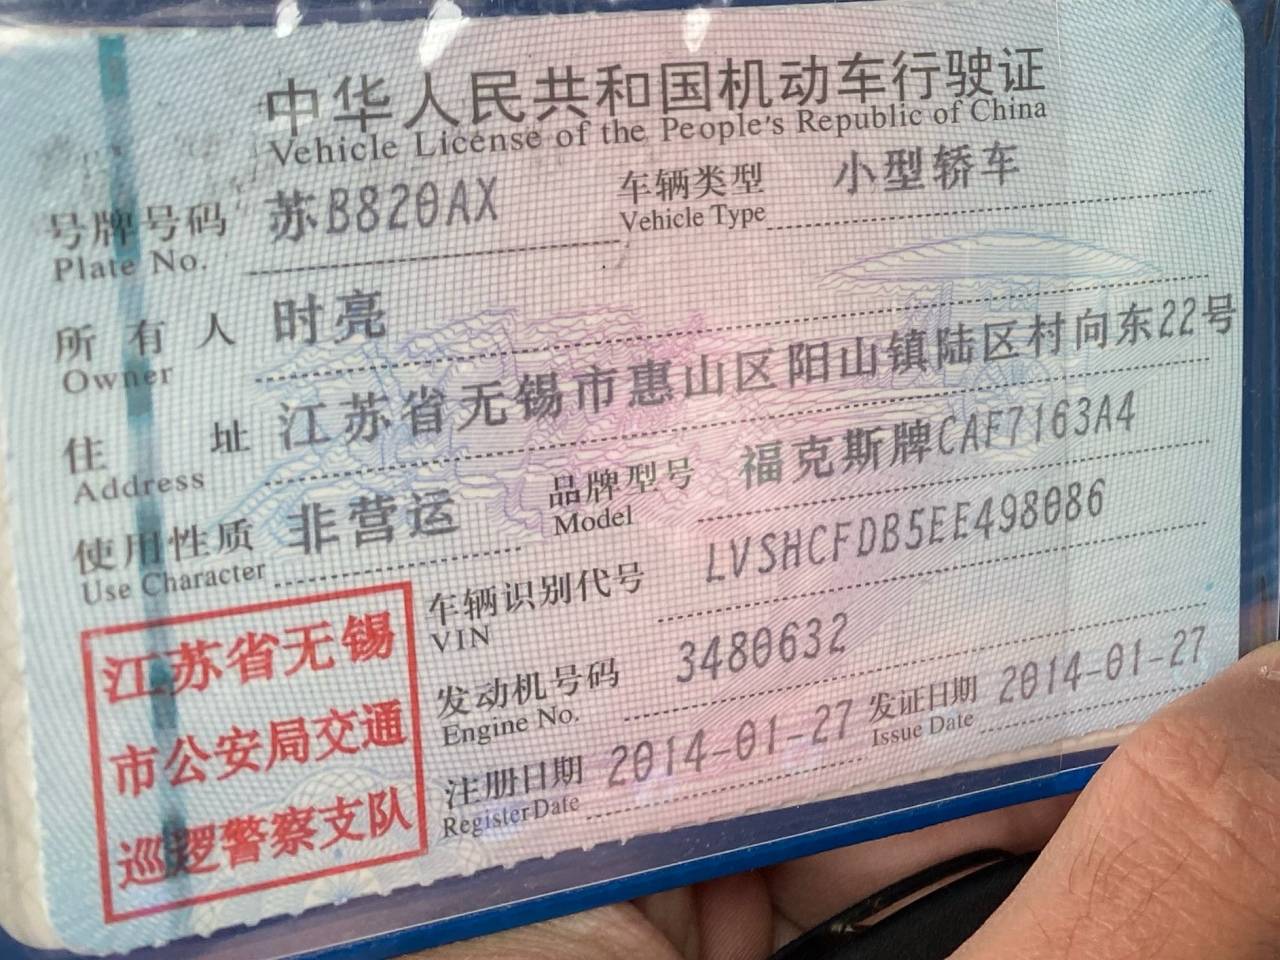 中华人民共和国机动车行驶证
Vehicle License of the People's Republic of China
号牌号码 苏B820AX 车辆类型 小型轿车
Plate No. Vehicle Type
所有人 时亮
Owner
住址 江苏省无锡市惠山区阳山镇陆区村向东22号
Address
使用性质 非营运 品牌型号 福克斯牌CAF7163A4
Use Character Model
车辆识别代号 LVSHCFDB5EE498086
VIN
发动机号码 3480632
Engine No.
注册日期 2014-01-27 发证日期 2014-01-27
Register Date Issue Date
江苏省无锡
市公安局交通
巡逻警察支队